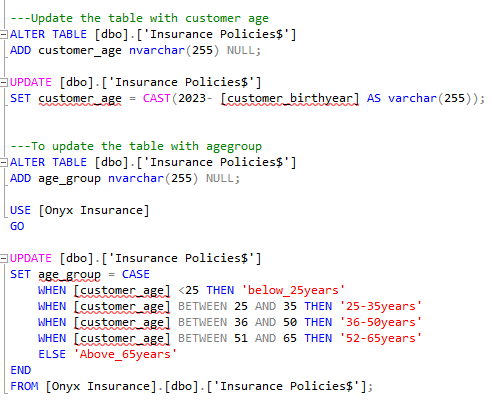 ---Update the table with customer age
ALTER TABLE [dbo].['Insurance Policies$']
ADD customer_age nvarchar(255) NULL;
UPDATE [dbo].['Insurance Policies$']
SET customer_age = CAST(2023- [customer_birthyear] AS varchar(255));
---To update the table with agegroup
ALTER TABLE [dbo].['Insurance Policies$']
ADD age_group nvarchar(255) NULL;
USE [Onyx Insurance]
GO
UPDATE [dbo].['Insurance Policies$']
SET age_group = CASE
WHEN [customer_age] <25 THEN 'below_25years'
WHEN [customer_age] BETWEEN 25 AND 35 THEN '25-35years'
WHEN [customer_age] BETWEEN 36 AND 50 THEN '36-50years'
WHEN [customer_age] BETWEEN 51 AND 65 THEN '52-65years'
ELSE 'Above_65years'
END
FROM [Onyx Insurance].[dbo].['Insurance Policies$'];